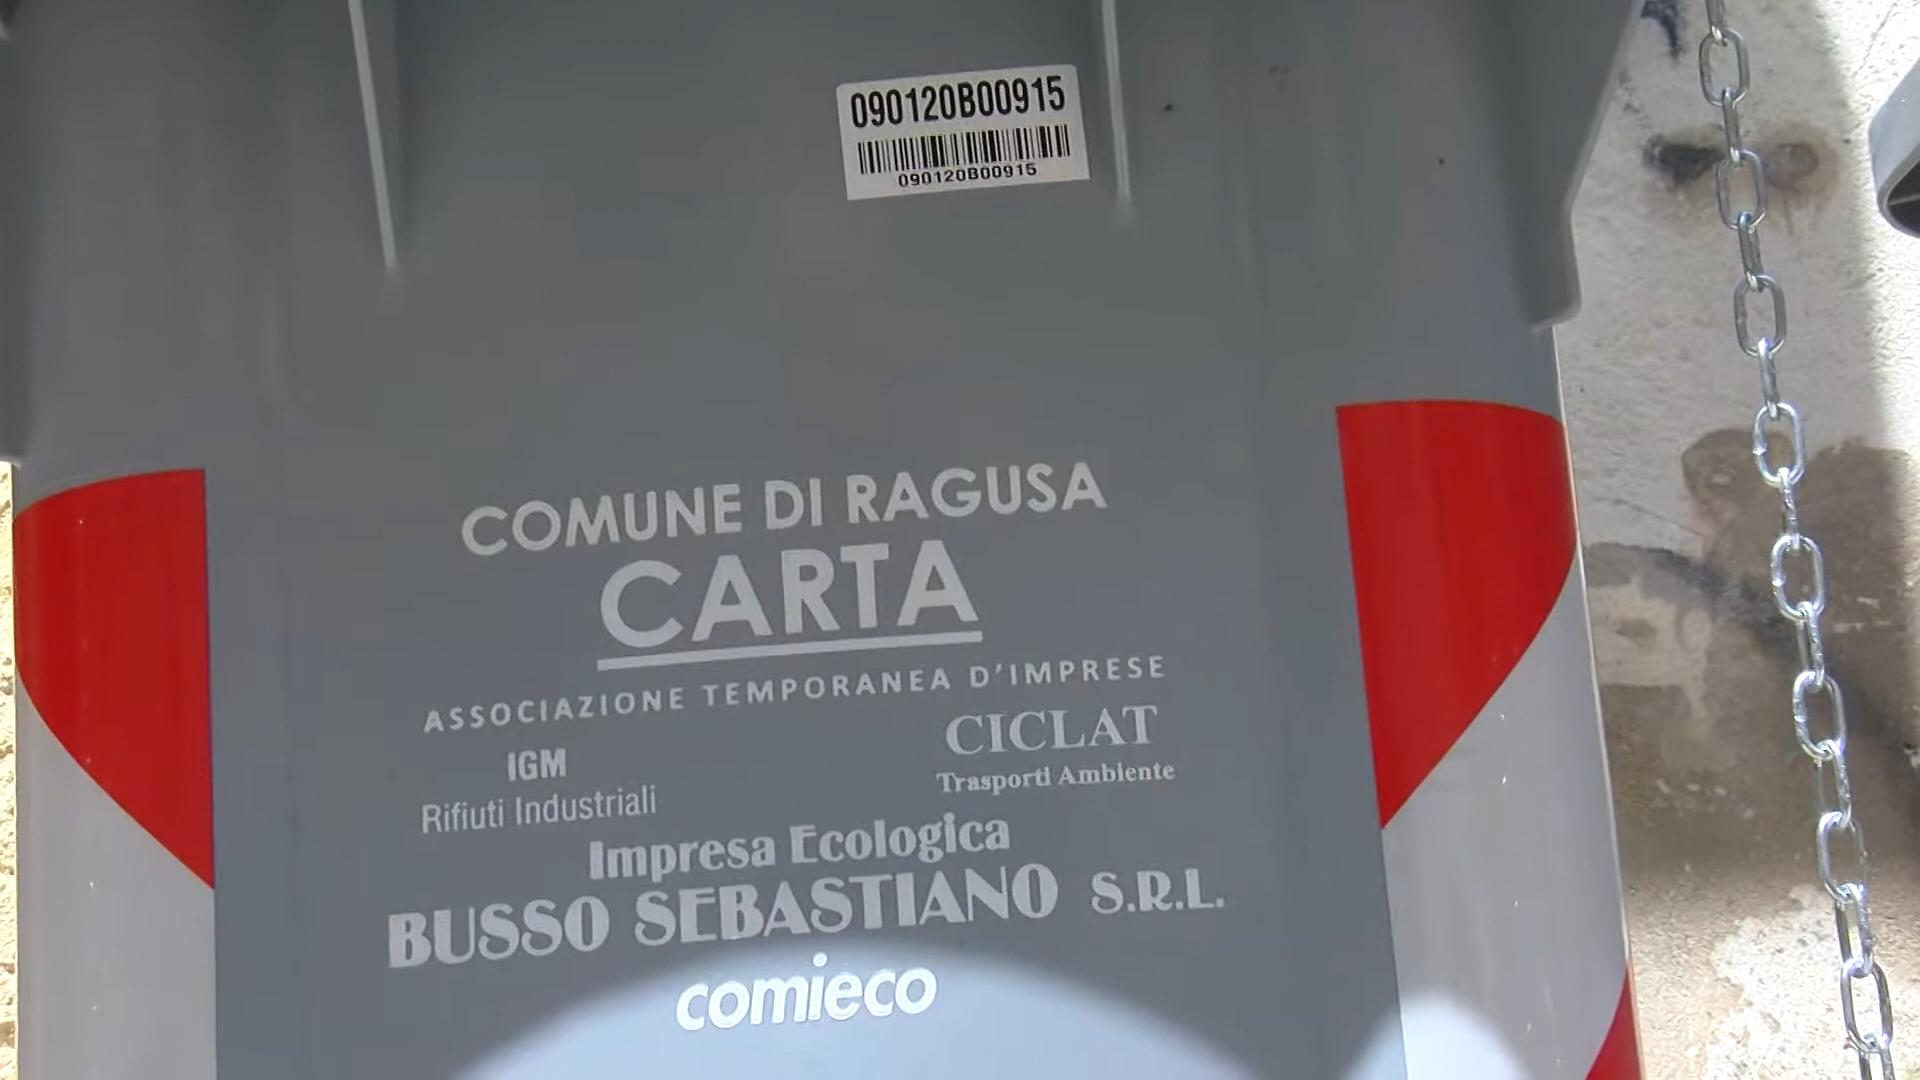 090120B00915
090120B00915
COMUNE DI RAGUSA
CARTA
ASSOCIAZIONE TEMPORANEA D'IMPRESE
IGM
Rifiuti Industriali
CICLAT
Trasporti Ambiente
Impresa Ecologica
BUSSO SEBASTIANO S.R.L.
comieco